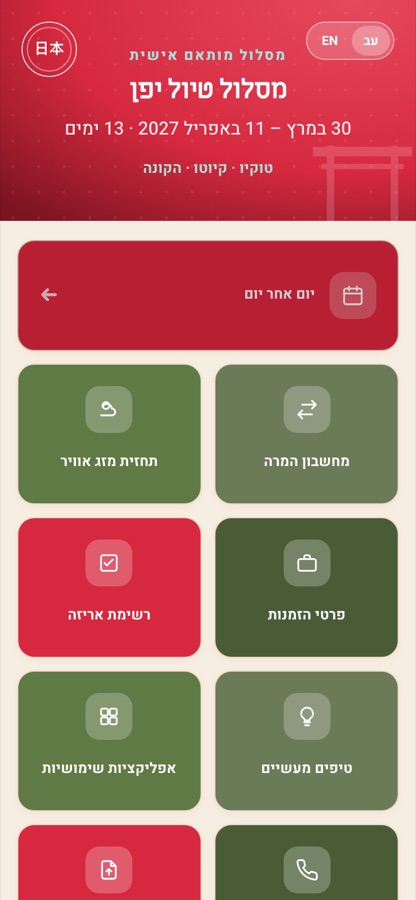 עב
EN
日本
מסלול מותאם אישית
מסלול טיול יפן
30 במרץ – 11 באפריל 2027 · 13 ימים
טוקיו · קיוטו · הקונה
יום אחר יום
מחשבון המרה
תחזית מזג אוויר
פרטי הזמנות
רשימת אריזה
טיפים מעשיים
אפליקציות שימושיות